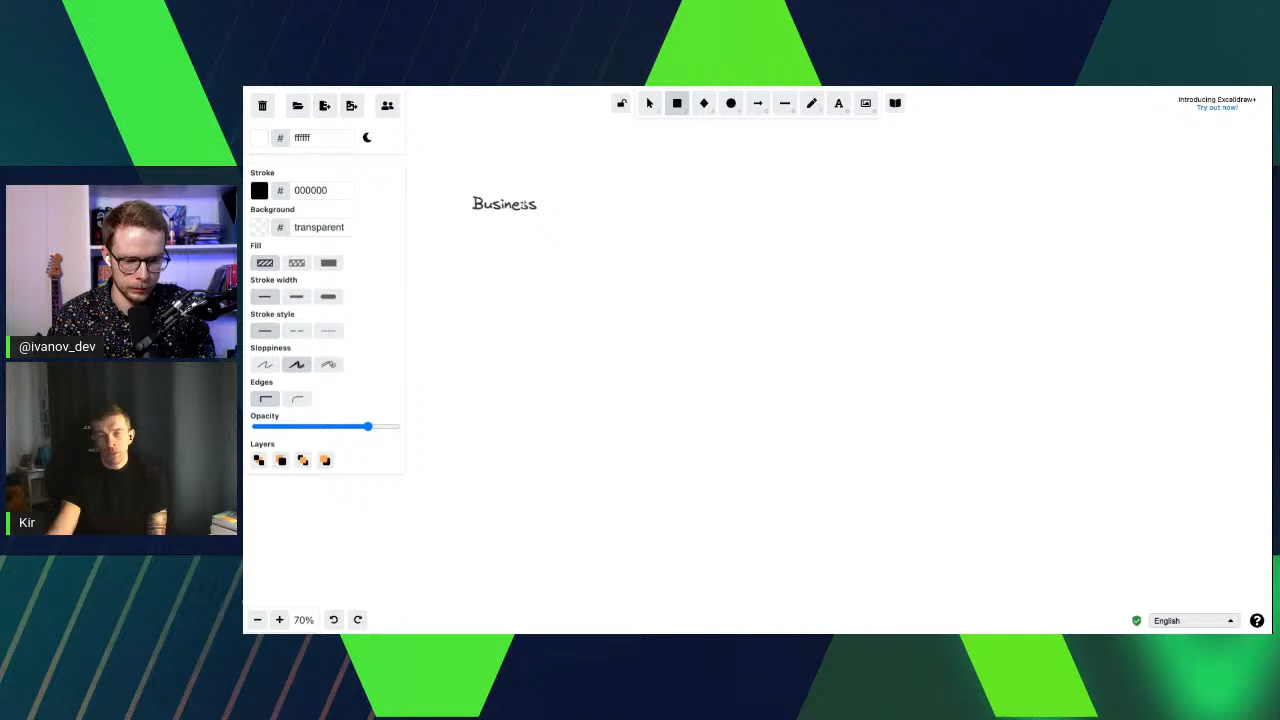 Introducing Excalidraw+
Try out now!
# ffffff
Stroke
# 000000
Background
# transparent
Fill
Stroke width
Stroke style
Sloppiness
Edges
Opacity
Layers
Business
A
@ivanov_dev
Kir
70%
English
?